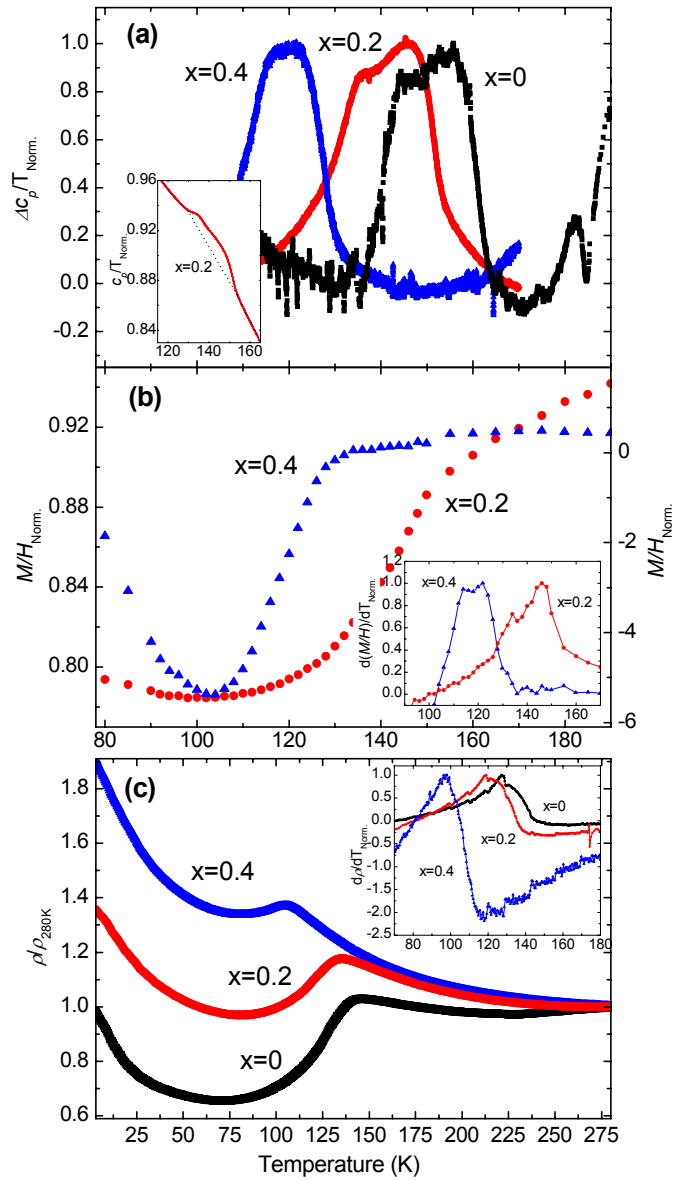 (a)
x=0.2
x=0.4
x=0
1.0
0.8
0.6
0.4
0.2
0.0
-0.2
Δc_p/T_Norm.
0.96
0.92
0.88
0.84
c_p/T_Norm.
x=0.2
120 140 160
(b)
0.92
0.88
0.84
0.80
M/H_Norm.
x=0.4
x=0.2
0
-2
-4
-6
M/H_Norm.
1.0
0.8
0.6
0.4
0.2
0.0
d(M/H)/dT_Norm.
x=0.4
x=0.2
100 120 140 160
80 100 120 140 160 180
(c)
1.8
1.6
1.4
1.2
1.0
0.8
0.6
ρ/ρ_280K
x=0.4
x=0.2
x=0
1.0
0.5
0.0
-0.5
-1.0
-1.5
-2.0
-2.5
dρ/dT_Norm.
x=0
x=0.2
x=0.4
80 100 120 140 160 180
25 50 75 100 125 150 175 200 225 250 275
Temperature (K)